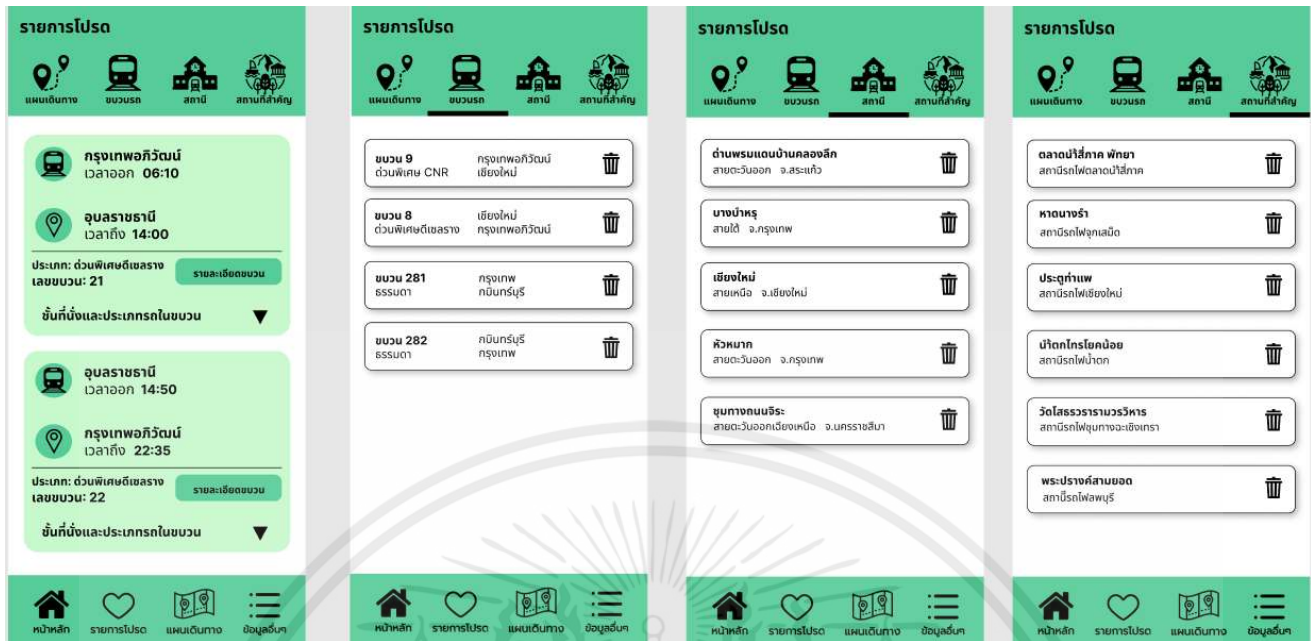 รายการโปรด
แผนเดินทาง ขบวนรถ สถานี สถานที่สำคัญ
กรุงเทพอภิวัฒน์
เวลาออก 06:10
อุบลราชธานี
เวลาถึง 14:00
ประเภท: ด่วนพิเศษดีเซลราง
เลขขบวน: 21
รายละเอียดขบวน
ชั้นที่นั่งและประเภทรถในขบวน ▼
อุบลราชธานี
เวลาออก 14:50
กรุงเทพอภิวัฒน์
เวลาถึง 22:35
ประเภท: ด่วนพิเศษดีเซลราง
เลขขบวน: 22
รายละเอียดขบวน
ชั้นที่นั่งและประเภทรถในขบวน ▼
หน้าหลัก รายการโปรด แผนเดินทาง ข้อมูลอื่นๆ
รายการโปรด
แผนเดินทาง ขบวนรถ สถานี สถานที่สำคัญ
ขบวน 9 กรุงเทพอภิวัฒน์
ด่วนพิเศษ CNR เชียงใหม่
ขบวน 8 เชียงใหม่
ด่วนพิเศษดีเซลราง กรุงเทพอภิวัฒน์
ขบวน 281 กรุงเทพ
ธรรมดา กบินทร์บุรี
ขบวน 282 กบินทร์บุรี
ธรรมดา กรุงเทพ
หน้าหลัก รายการโปรด แผนเดินทาง ข้อมูลอื่นๆ
รายการโปรด
แผนเดินทาง ขบวนรถ สถานี สถานที่สำคัญ
ด่านพรมแดนบ้านคลองลึก
สายตะวันออก จ.สระแก้ว
บางบำหรุ
สายใต้ จ.กรุงเทพ
เชียงใหม่
สายเหนือ จ.เชียงใหม่
หัวหมาก
สายตะวันออก จ.กรุงเทพ
ชุมทางถนนจิระ
สายตะวันออกเฉียงเหนือ จ.นครราชสีมา
หน้าหลัก รายการโปรด แผนเดินทาง ข้อมูลอื่นๆ
รายการโปรด
แผนเดินทาง ขบวนรถ สถานี สถานที่สำคัญ
ตลาดน้ำสี่ภาค พัทยา
สถานีรถไฟตลาดน้ำสี่ภาค
หาดนางรำ
สถานีรถไฟจุกเสม็ด
ประตูท่าแพ
สถานีรถไฟเชียงใหม่
น้ำตกไทรโยคน้อย
สถานีรถไฟน้ำตก
วัดโสธรวรารามวรวิหาร
สถานีรถไฟชุมทางฉะเชิงเทรา
พระปรางค์สามยอด
สถานีรถไฟลพบุรี
หน้าหลัก รายการโปรด แผนเดินทาง ข้อมูลอื่นๆ